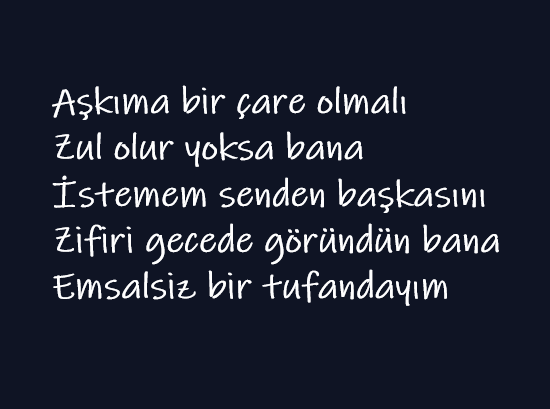 Aşkıma bir çare olmalı
Zul olur yoksa bana
İstemem senden başkasını
Zifiri gecede göründün bana
Emsalsiz bir tufandayım